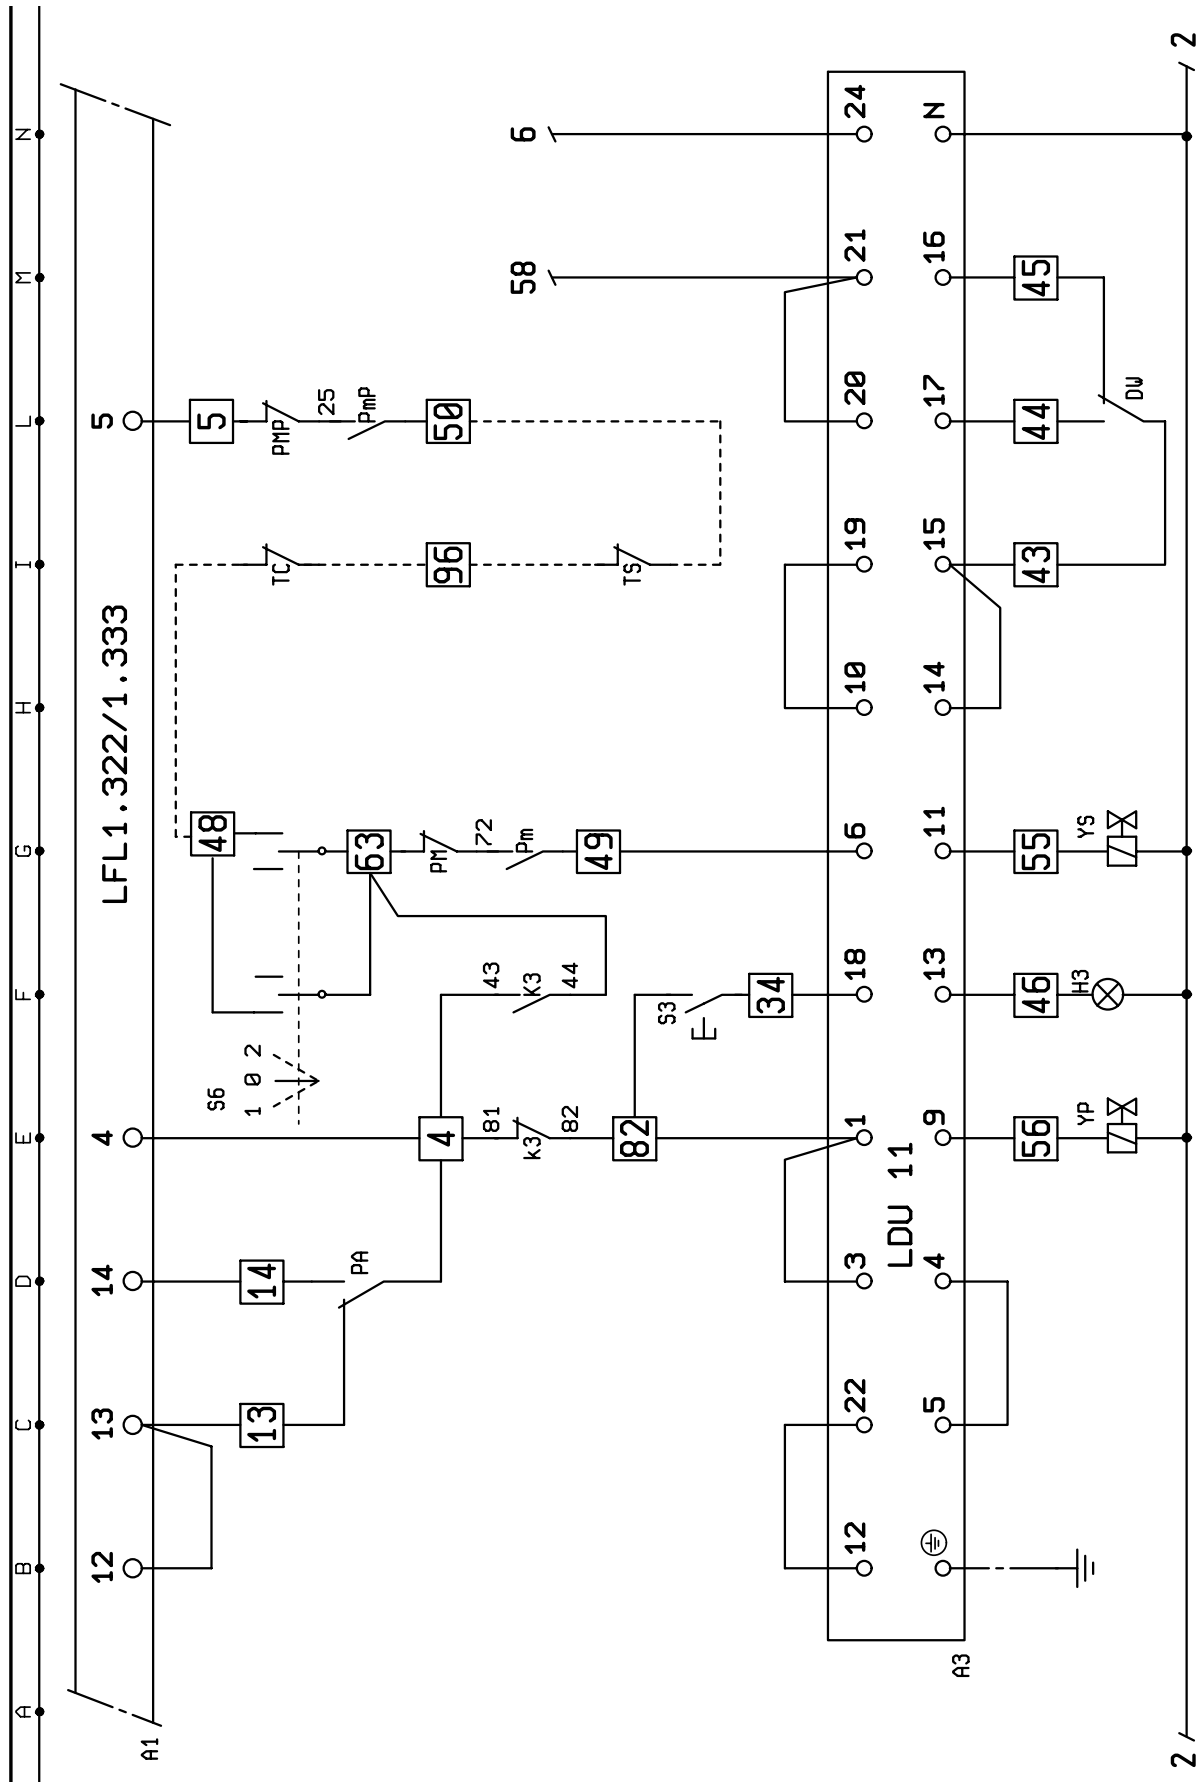 A B C D E F G H I L M N
LFL1.322/1.333
12 13 14 4 5
A1
48 5
S6
1 0 2
13 14 TC PMP
25
PA 63 PmP
4 PM 96 50
81 43 72
k3 K3 Pm 58 6
82 44
82 49 TS
S3
34
12 22 3 1 18 6 10 19 20 21 24
LDU 11
5 4 9 13 11 14 15 17 16 N
A3
56 46 55 43 44 45
YP H3 YS
DW
2 2